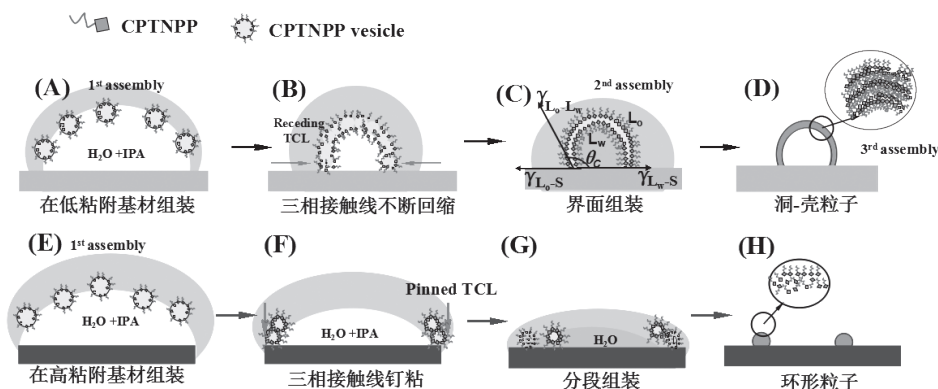 CPTNPP
CPTNPP vesicle
(A)
1st assembly
H2O +IPA
在低粘附基材组装
(B)
Receding
TCL
三相接触线不断回缩
(C)
2nd assembly
γLo-Lw
Lo
Lw
θC
γLo-S
γLw-S
界面组装
(D)
3rd assembly
洞-壳粒子
(E)
1st assembly
H2O +IPA
在高粘附基材组装
(F)
Pinned TCL
H2O +IPA
三相接触线钉粘
(G)
H2O
分段组装
(H)
环形粒子